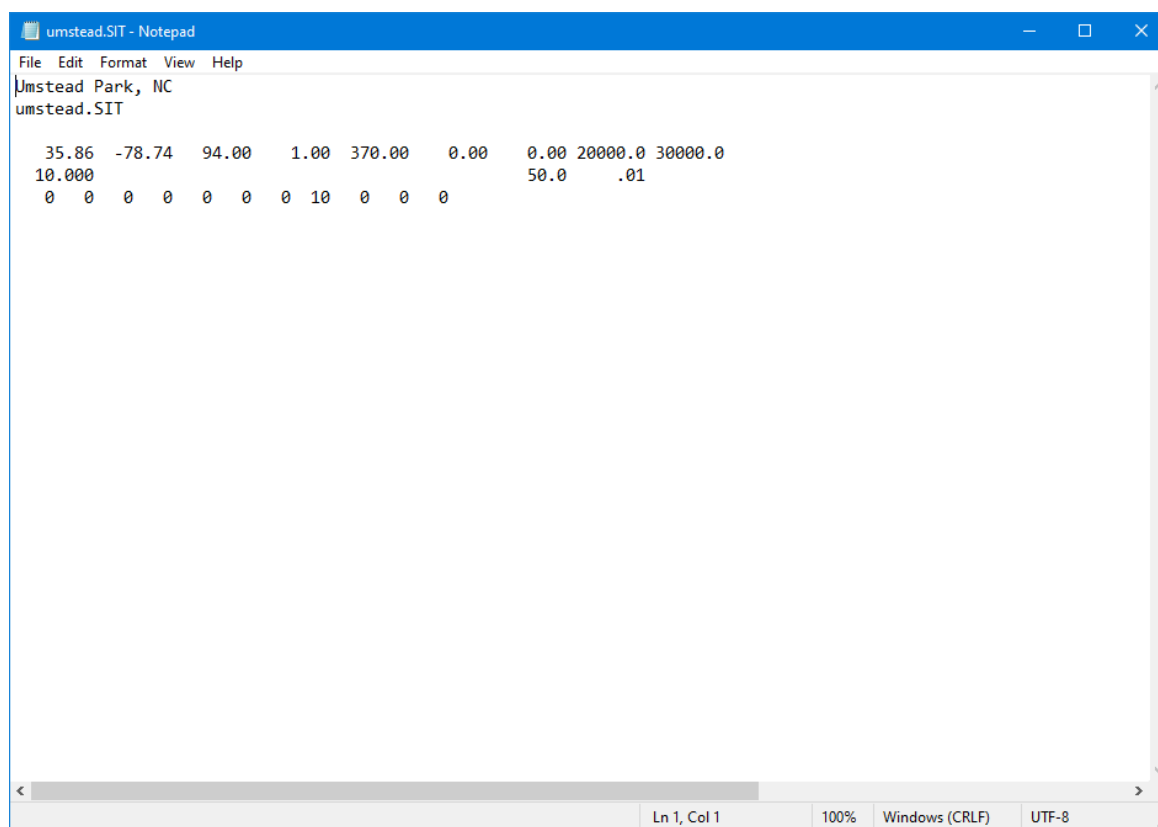 umstead.SIT - Notepad
File Edit Format View Help
Umstead Park, NC
umstead.SIT
35.86 -78.74 94.00 1.00 370.00 0.00 0.00 20000.0 30000.0
10.000 50.0 .01
0 0 0 0 0 0 0 10 0 0 0
Ln 1, Col 1 100% Windows (CRLF) UTF-8